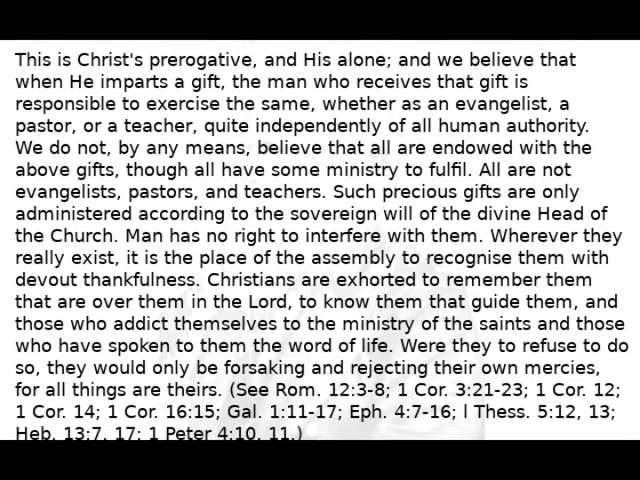 This is Christ's prerogative, and His alone; and we believe that
when He imparts a gift, the man who receives that gift is
responsible to exercise the same, whether as an evangelist, a
pastor, or a teacher, quite independently of all human authority.
We do not, by any means, believe that all are endowed with the
above gifts, though all have some ministry to fulfil. All are not
evangelists, pastors, and teachers. Such precious gifts are only
administered according to the sovereign will of the divine Head of
the Church. Man has no right to interfere with them. Wherever they
really exist, it is the place of the assembly to recognise them with
devout thankfulness. Christians are exhorted to remember them
that are over them in the Lord, to know them that guide them, and
those who addict themselves to the ministry of the saints and those
who have spoken to them the word of life. Were they to refuse to do
so, they would only be forsaking and rejecting their own mercies,
for all things are theirs. (See Rom. 12:3-8; 1 Cor. 3:21-23; 1 Cor. 12;
1 Cor. 14; 1 Cor. 16:15; Gal. 1:11-17; Eph. 4:7-16; l Thess. 5:12, 13;
Heb. 13:7, 17; 1 Peter 4:10, 11.)